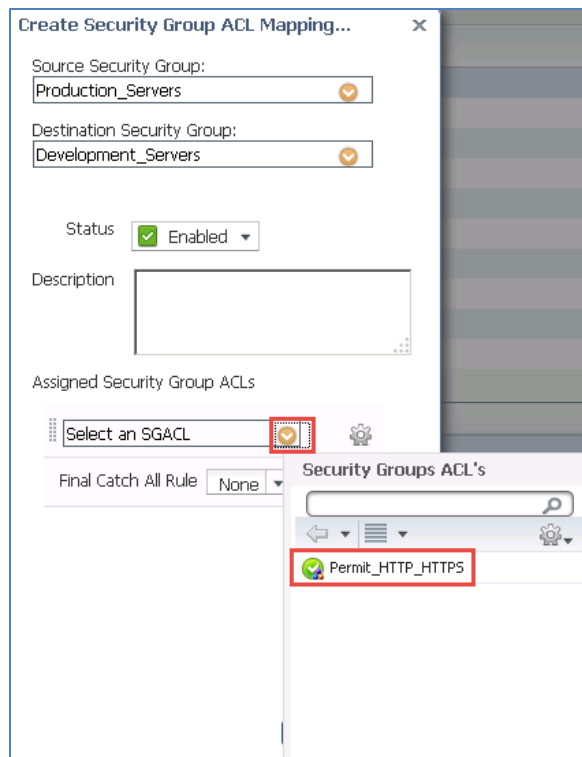 Create Security Group ACL Mapping...
Source Security Group:
Production_Servers
Destination Security Group:
Development_Servers
Status
Enabled
Description
Assigned Security Group ACLs
Select an SGACL
Final Catch All Rule
None
Security Groups ACL's
Permit_HTTP_HTTPS